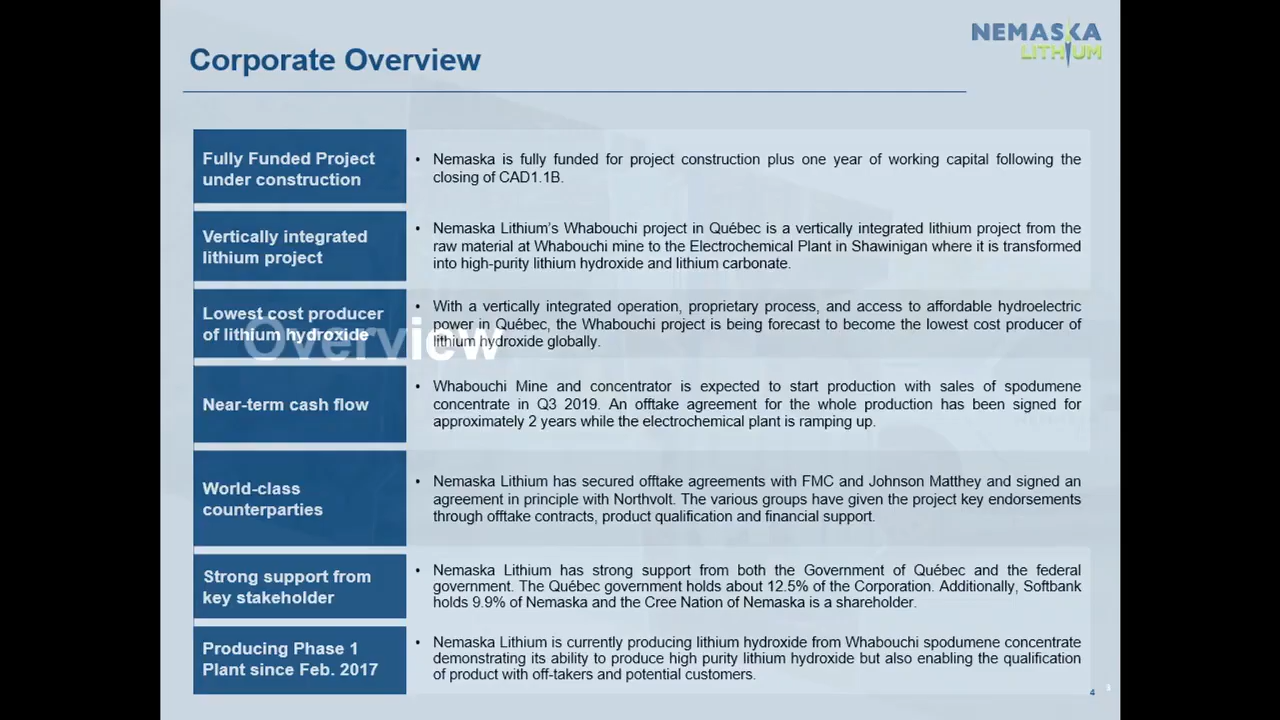 NEMASKA
LITHIUM
Corporate Overview
Fully Funded Project
under construction
• Nemaska is fully funded for project construction plus one year of working capital following the
closing of CAD1.1B.
Vertically integrated
lithium project
• Nemaska Lithium's Whabouchi project in Québec is a vertically integrated lithium project from the
raw material at Whabouchi mine to the Electrochemical Plant in Shawinigan where it is transformed
into high-purity lithium hydroxide and lithium carbonate.
Lowest cost producer
of lithium hydroxide
Overview
• With a vertically integrated operation, proprietary process, and access to affordable hydroelectric
power in Québec, the Whabouchi project is being forecast to become the lowest cost producer of
lithium hydroxide globally.
Near-term cash flow
• Whabouchi Mine and concentrator is expected to start production with sales of spodumene
concentrate in Q3 2019. An offtake agreement for the whole production has been signed for
approximately 2 years while the electrochemical plant is ramping up.
World-class
counterparties
• Nemaska Lithium has secured offtake agreements with FMC and Johnson Matthey and signed an
agreement in principle with Northvolt. The various groups have given the project key endorsements
through offtake contracts, product qualification and financial support.
Strong support from
key stakeholder
• Nemaska Lithium has strong support from both the Government of Québec and the federal
government. The Québec government holds about 12.5% of the Corporation. Additionally, Softbank
holds 9.9% of Nemaska and the Cree Nation of Nemaska is a shareholder.
Producing Phase 1
Plant since Feb. 2017
• Nemaska Lithium is currently producing lithium hydroxide from Whabouchi spodumene concentrate
demonstrating its ability to produce high purity lithium hydroxide but also enabling the qualification
of product with off-takers and potential customers.
4